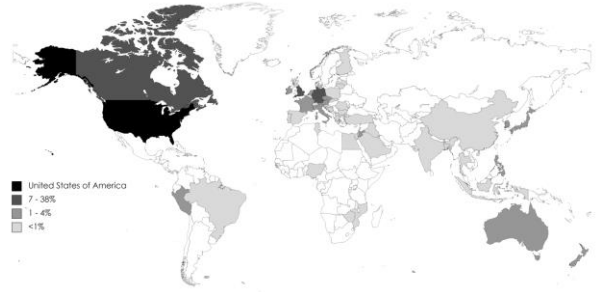 United States of America
7 - 38%
1 - 4%
<1%